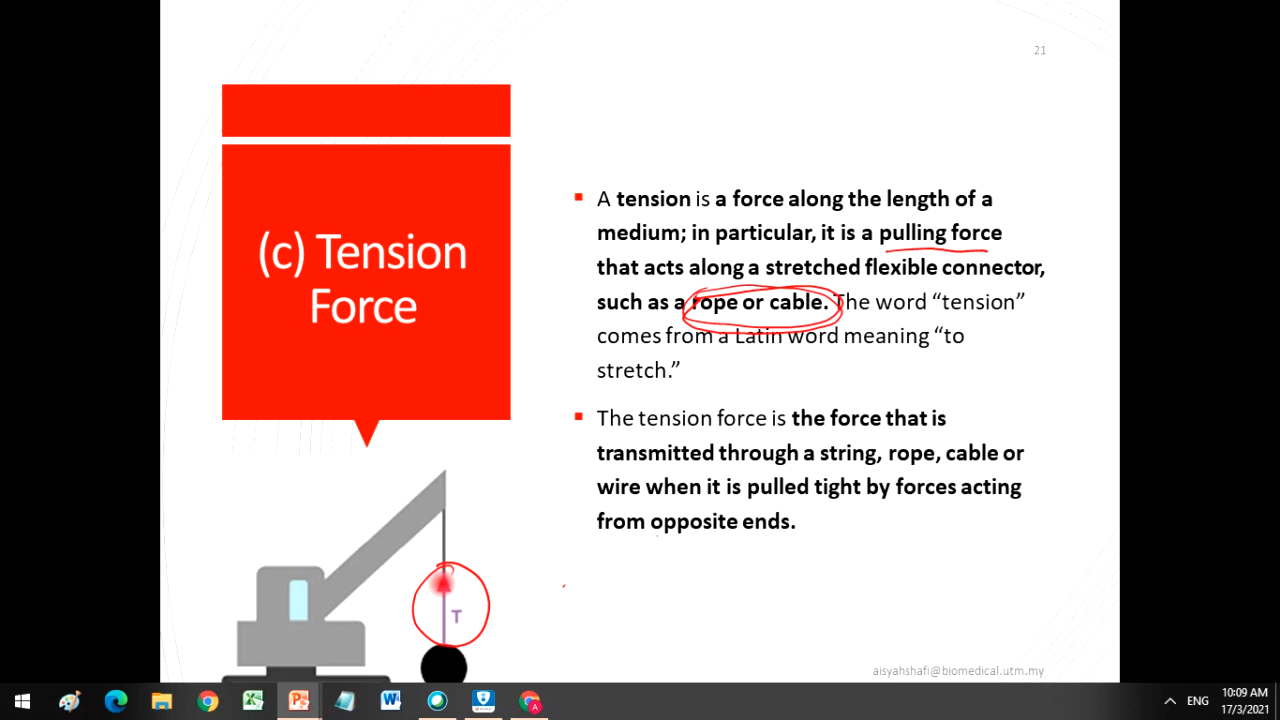 21
(c) Tension
Force
A tension is a force along the length of a
medium; in particular, it is a pulling force
that acts along a stretched flexible connector,
such as a rope or cable. The word “tension”
comes from a Latin word meaning “to
stretch.”
The tension force is the force that is
transmitted through a string, rope, cable or
wire when it is pulled tight by forces acting
from opposite ends.
T
aisyahshafi@biomedical.utm.my
ENG
10:09 AM
17/3/2021